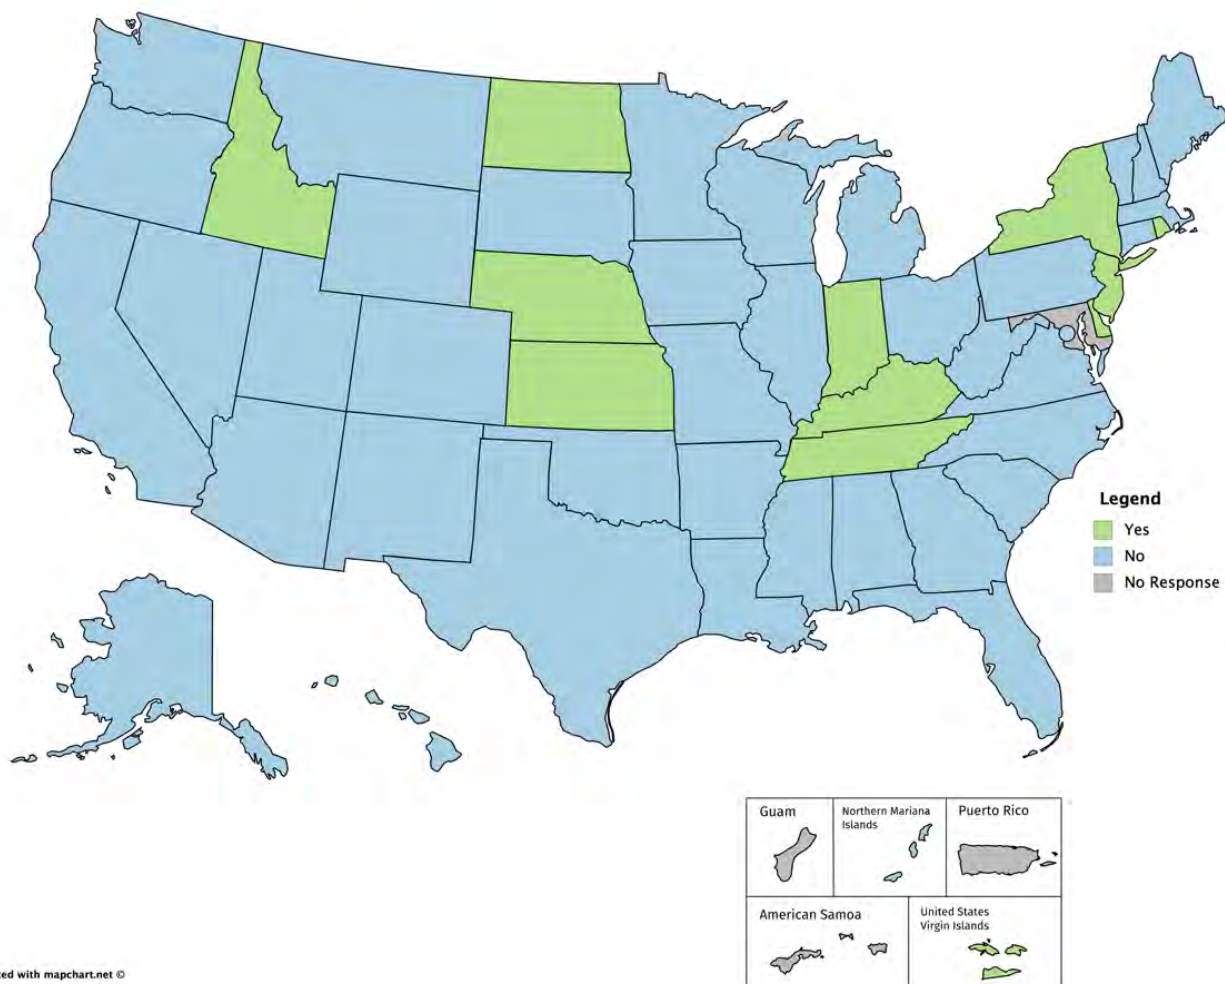 Legend
Yes
No
No Response
Guam
Northern Mariana
Islands
Puerto Rico
American Samoa
United States
Virgin Islands
ted with mapchart.net ©